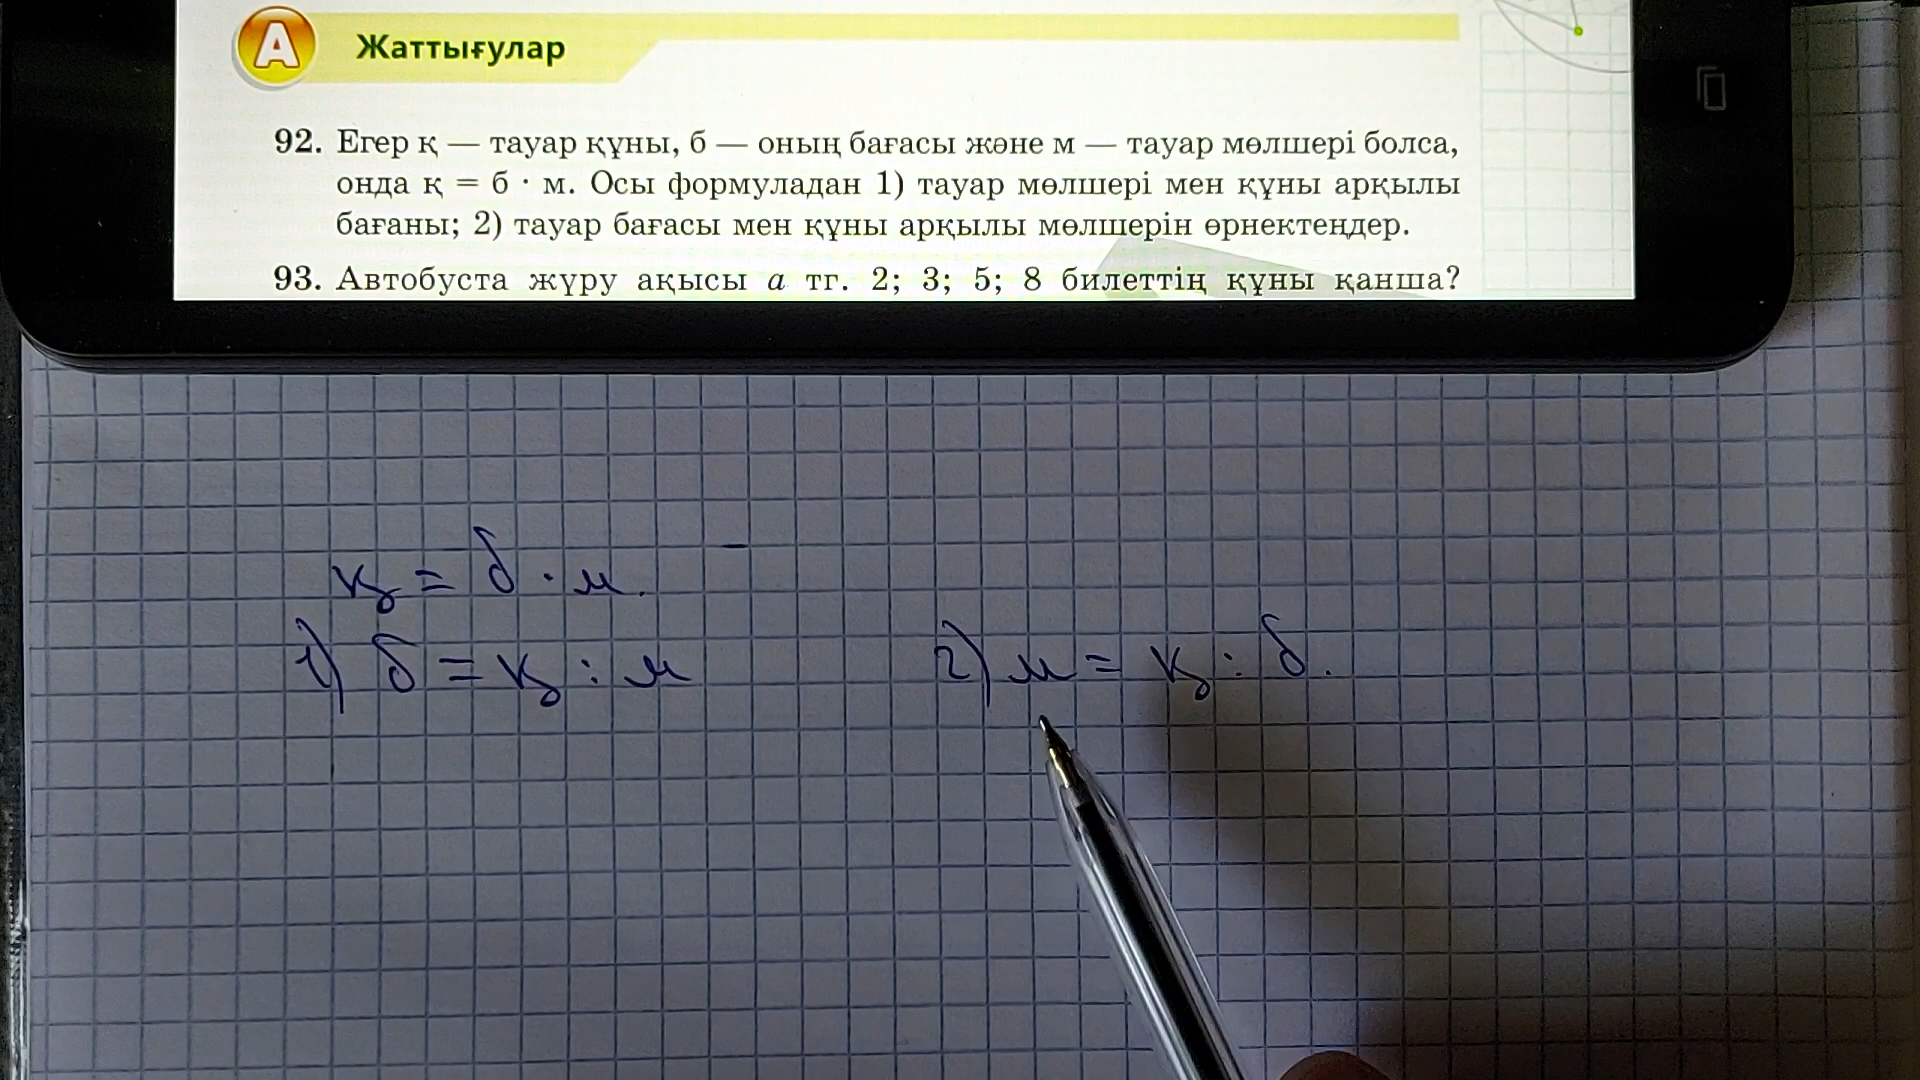 А Жаттығулар
92. Егер қ — тауар құны, б — оның бағасы және м — тауар мөлшері болса,
онда қ = б · м. Осы формуладан 1) тауар мөлшері мен құны арқылы
бағаны; 2) тауар бағасы мен құны арқылы мөлшерін өрнектеңдер.
93. Автобуста жүру ақысы a тг. 2; 3; 5; 8 билеттің құны қанша?
қ = б · м.
1) б = қ : м
2) м = қ : б.